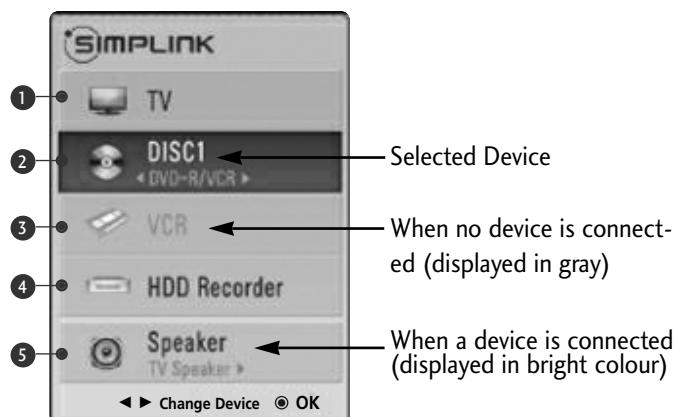 SIMPLINK
1 TV
2 DISC1
◄ DVD-R/VCR ►
Selected Device
3 VCR
When no device is connect-
ed (displayed in gray)
4 HDD Recorder
5 Speaker
TV Speaker ►
When a device is connected
(displayed in bright colour)
◄ ► Change Device ◉ OK